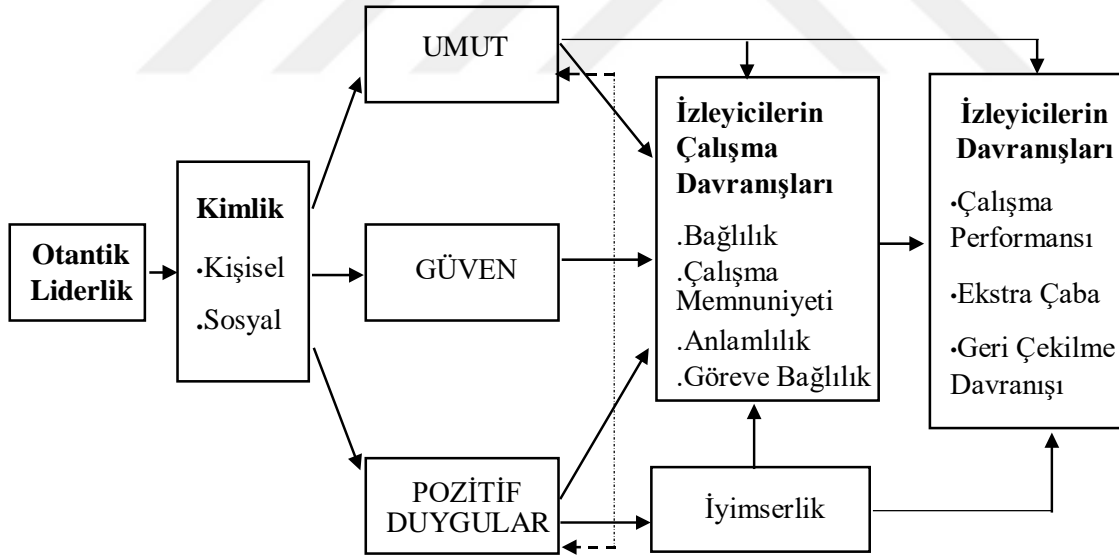 Otantik
Liderlik
Kimlik
•Kişisel
.Sosyal
UMUT
GÜVEN
POZİTİF
DUYGULAR
İzleyicilerin
Çalışma
Davranışları
.Bağlılık
.Çalışma
Memnuniyeti
.Anlamlılık
.Göreve Bağlılık
İyimserlik
İzleyicilerin
Davranışları
•Çalışma
Performansı
•Ekstra Çaba
•Geri Çekilme
Davranışı